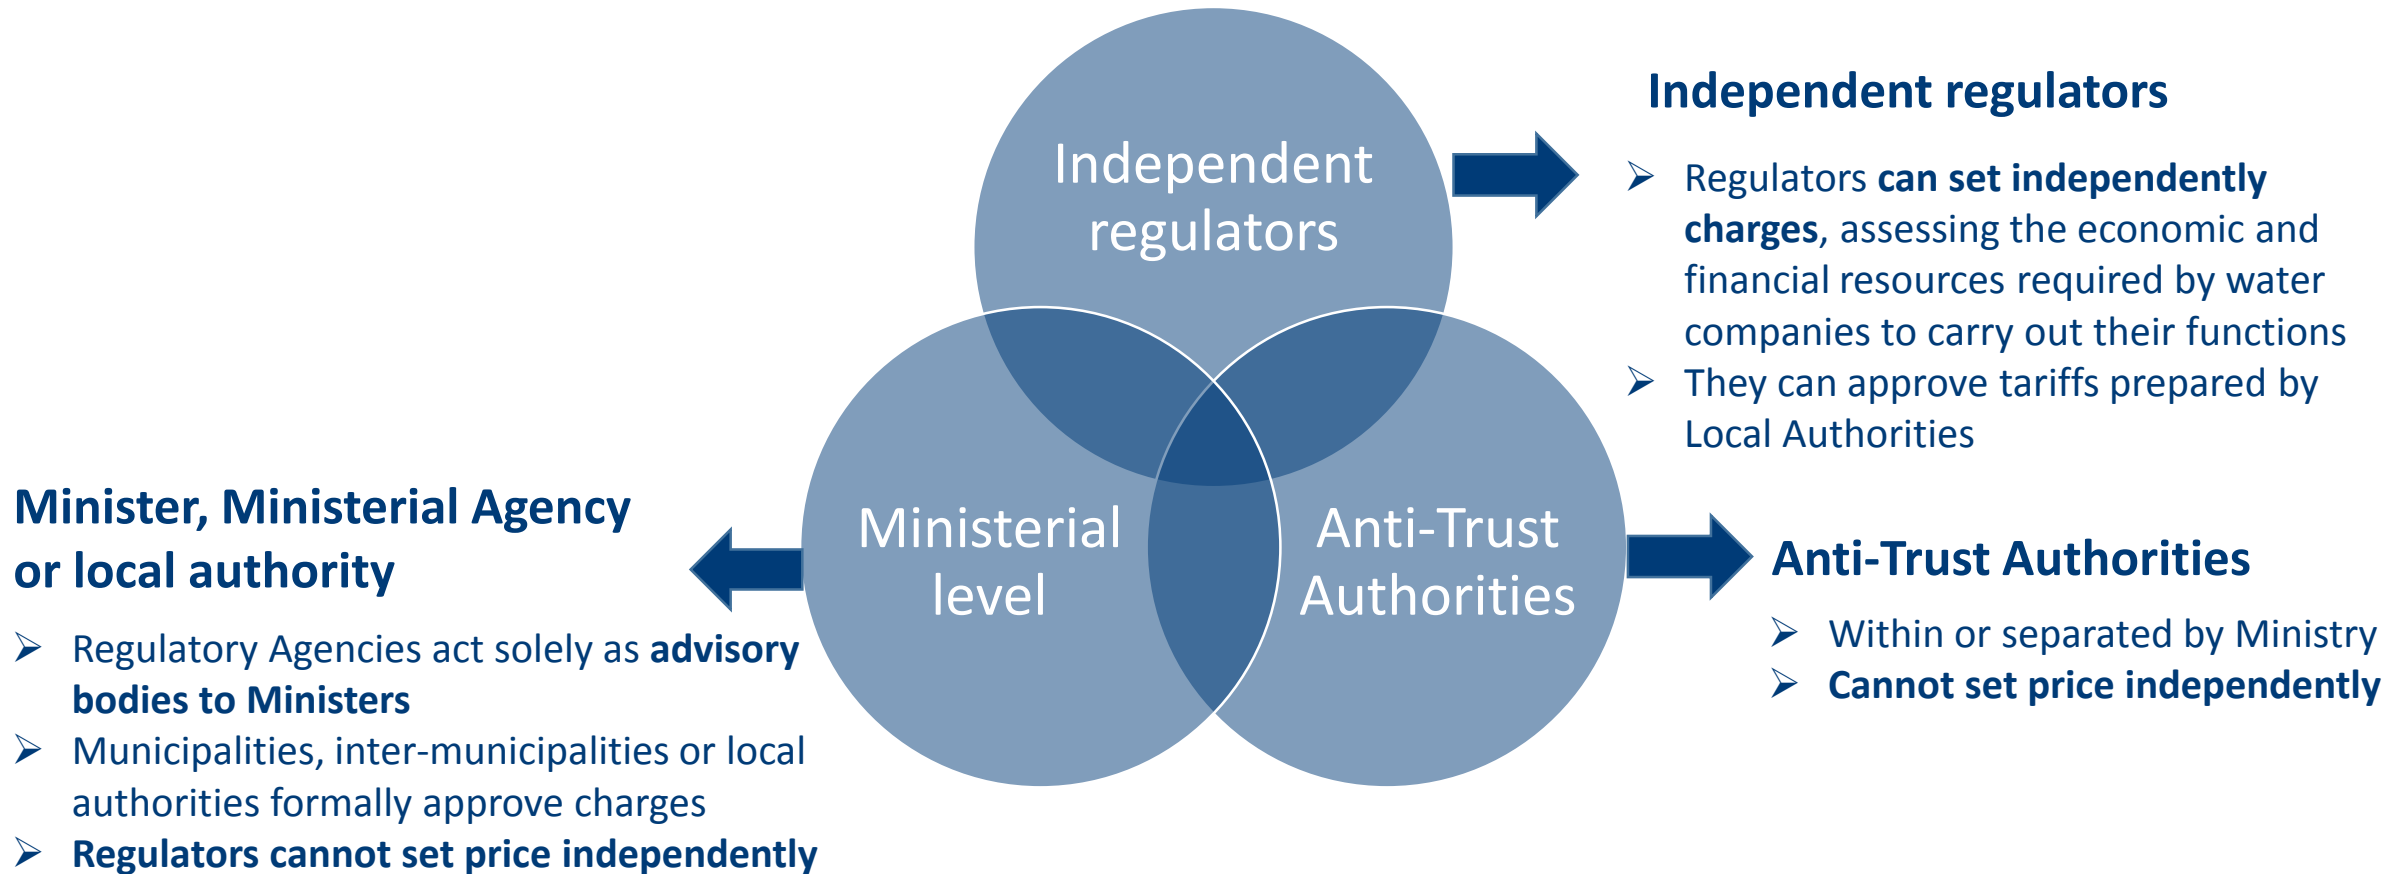 Independent
regulators
Ministerial
level
Anti-Trust
Authorities
Independent regulators
➢ Regulators can set independently
charges, assessing the economic and
financial resources required by water
companies to carry out their functions
➢ They can approve tariffs prepared by
Local Authorities
Minister, Ministerial Agency
or local authority
➢ Regulatory Agencies act solely as advisory
bodies to Ministers
➢ Municipalities, inter-municipalities or local
authorities formally approve charges
➢ Regulators cannot set price independently
Anti-Trust Authorities
➢ Within or separated by Ministry
➢ Cannot set price independently